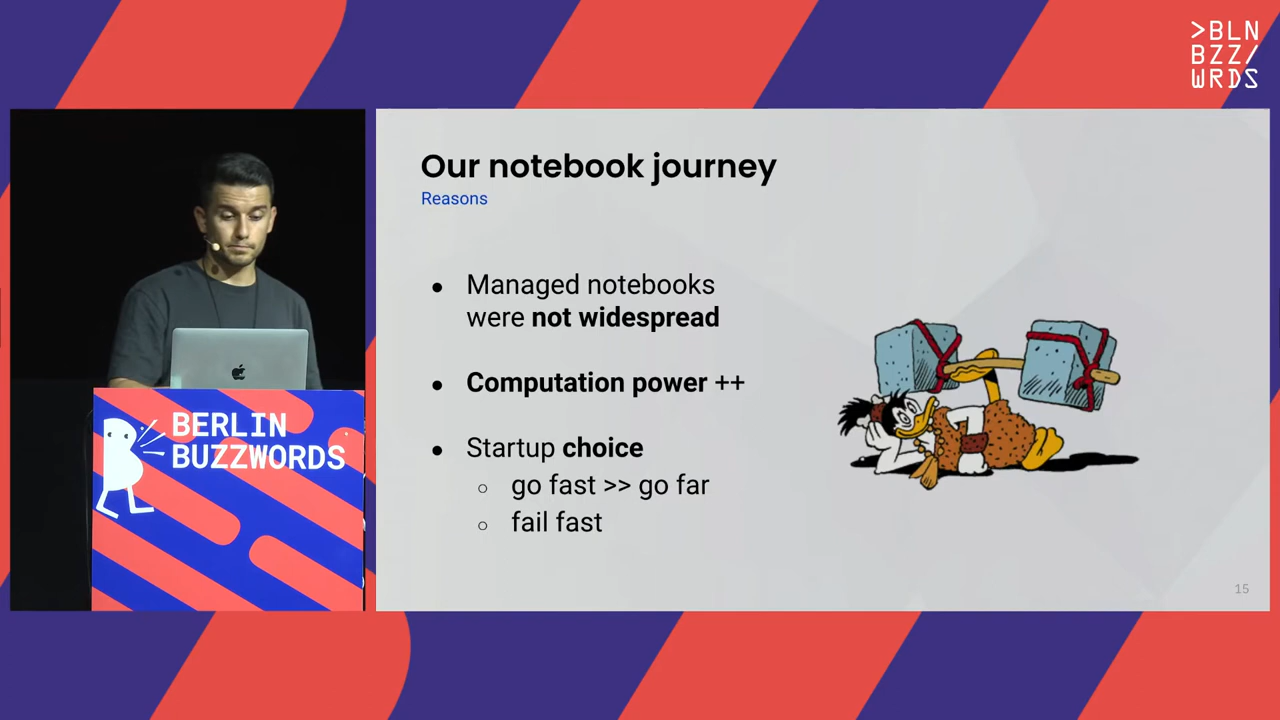 >BLN
BZZ/
WRDS
Our notebook journey
Reasons
● Managed notebooks
were not widespread
● Computation power ++
● Startup choice
○ go fast >> go far
○ fail fast
15
BERLIN
BUZZWORDS